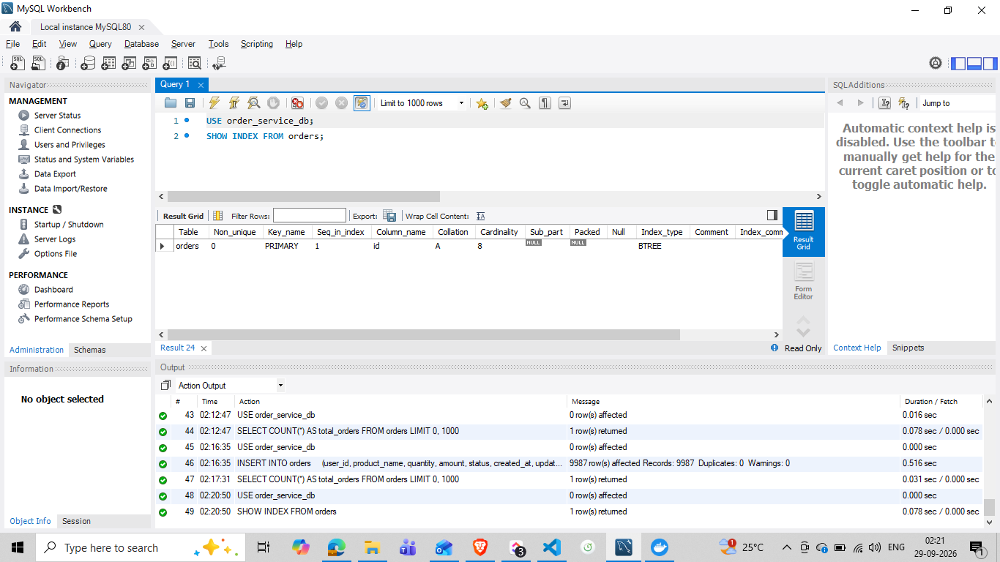 MySQL Workbench
Local instance MySQL80
File Edit View Query Database Server Tools Scripting Help
Navigator
MANAGEMENT
Server Status
Client Connections
Users and Privileges
Status and System Variables
Data Export
Data Import/Restore
INSTANCE
Startup / Shutdown
Server Logs
Options File
PERFORMANCE
Dashboard
Performance Reports
Performance Schema Setup
Administration Schemas
Information
No object selected
Object Info Session
Query 1
Limit to 1000 rows
1 USE order_service_db;
2 SHOW INDEX FROM orders;
Result Grid Filter Rows: Export: Wrap Cell Content:
Table Non_unique Key_name Seq_in_index Column_name Collation Cardinality Sub_part Packed Null Index_type Comment Index_comm
orders 0 PRIMARY 1 id A 8 NULL NULL BTREE
Result Grid
Form Editor
Result 24
Read Only
SQLAdditions
Jump to
Automatic context help is
disabled. Use the toolbar t
manually get help for the
current caret position or to
toggle automatic help.
Context Help Snippets
Output
Action Output
# Time Action Message Duration / Fetch
43 02:12:47 USE order_service_db 0 row(s) affected 0.016 sec
44 02:12:47 SELECT COUNT(*) AS total_orders FROM orders LIMIT 0, 1000 1 row(s) returned 0.078 sec / 0.000 sec
45 02:16:35 USE order_service_db 0 row(s) affected 0.000 sec
46 02:16:35 INSERT INTO orders (user_id, product_name, quantity, amount, status, created_at, updat... 9987 row(s) affected Records: 9987 Duplicates: 0 Warnings: 0 0.516 sec
47 02:17:31 SELECT COUNT(*) AS total_orders FROM orders LIMIT 0, 1000 1 row(s) returned 0.031 sec / 0.000 sec
48 02:20:50 USE order_service_db 0 row(s) affected 0.000 sec
49 02:20:50 SHOW INDEX FROM orders 1 row(s) returned 0.078 sec / 0.000 sec
Type here to search
3
1
25°C
ENG
02:21
29-09-2026
1